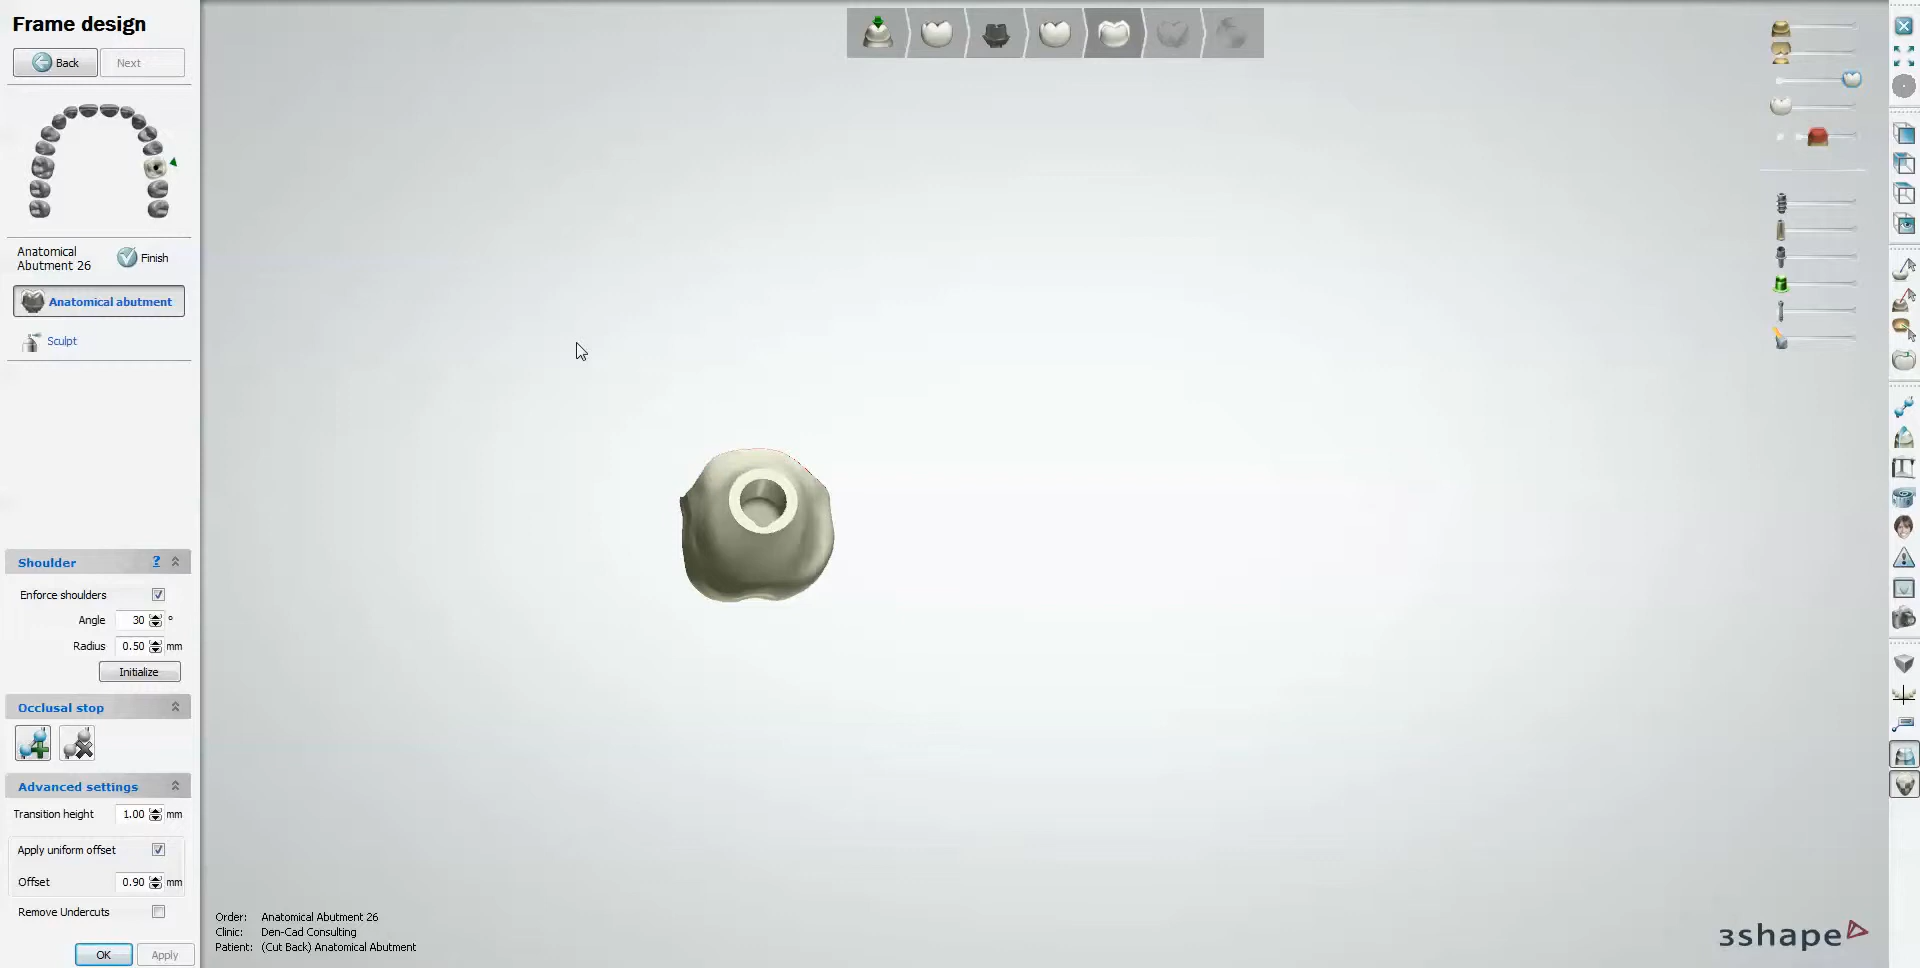 Frame design
Back
Next
Anatomical
Abutment 26
Finish
Anatomical abutment
Sculpt
Shoulder ?
Enforce shoulders
Angle 30 °
Radius 0.50 mm
Initialize
Occlusal stop
Advanced settings
Transition height 1.00 mm
Apply uniform offset
Offset 0.90 mm
Remove Undercuts
OK Apply
Order: Anatomical Abutment 26
Clinic: Den-Cad Consulting
Patient: (Cut Back) Anatomical Abutment
3shape